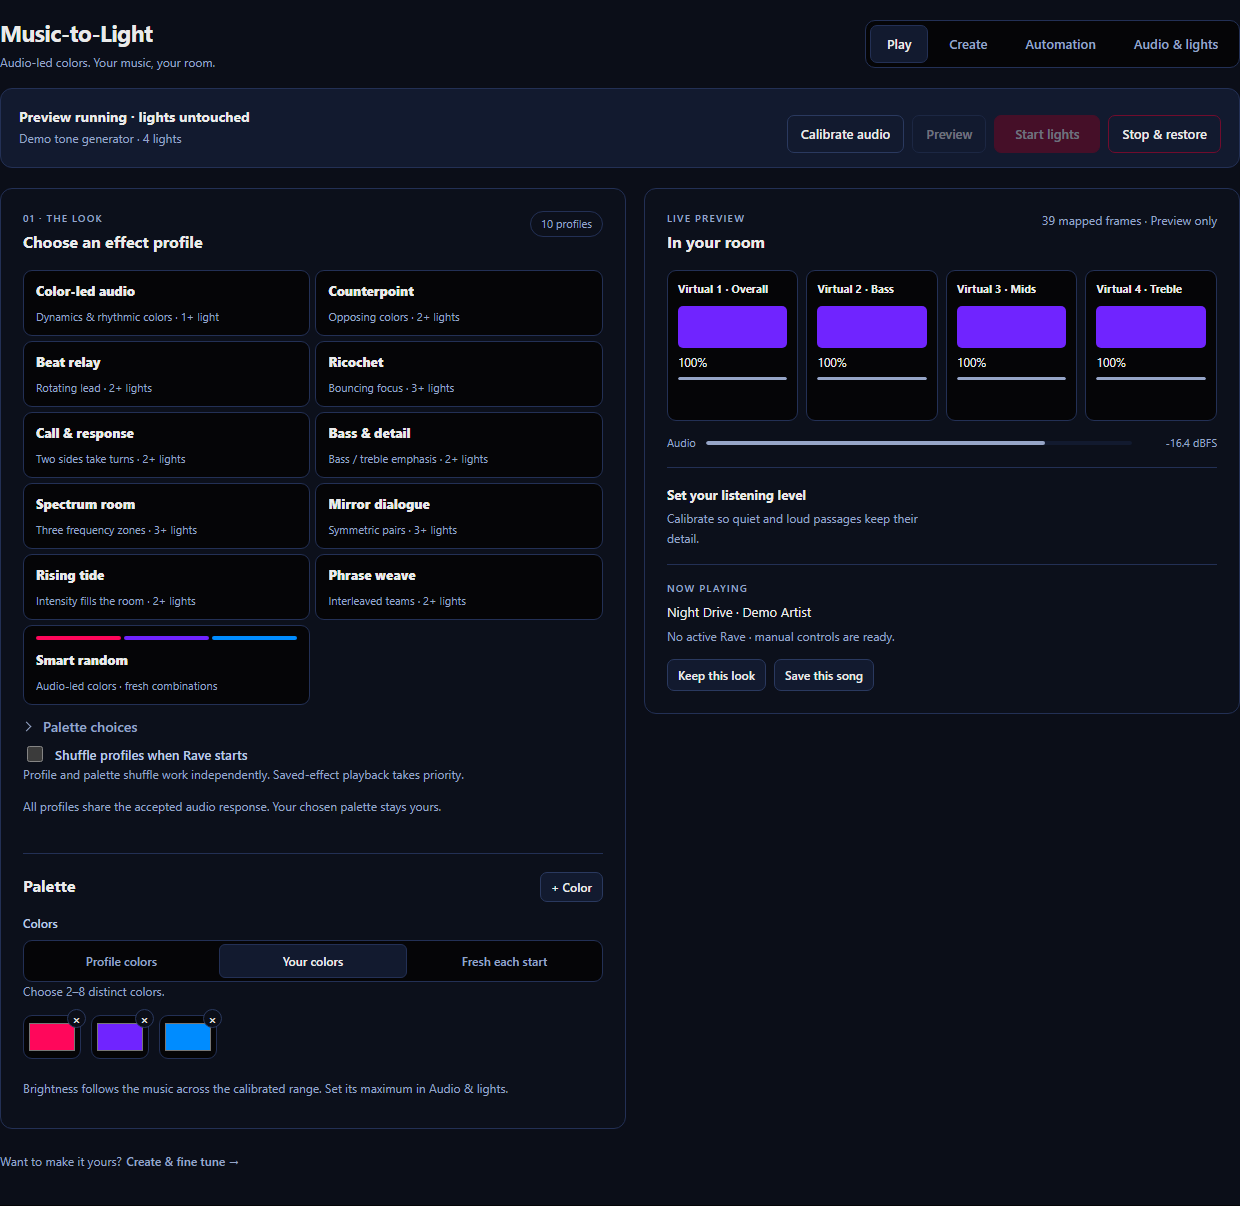 Music-to-Light
Audio-led colors. Your music, your room.
Play
Create
Automation
Audio & lights
Preview running · lights untouched
Demo tone generator · 4 lights
Calibrate audio
Preview
Start lights
Stop & restore
01 · THE LOOK
Choose an effect profile
10 profiles
Color-led audio
Dynamics & rhythmic colors · 1+ light
Counterpoint
Opposing colors · 2+ lights
Beat relay
Rotating lead · 2+ lights
Ricochet
Bouncing focus · 3+ lights
Call & response
Two sides take turns · 2+ lights
Bass & detail
Bass / treble emphasis · 2+ lights
Spectrum room
Three frequency zones · 3+ lights
Mirror dialogue
Symmetric pairs · 3+ lights
Rising tide
Intensity fills the room · 2+ lights
Phrase weave
Interleaved teams · 2+ lights
Smart random
Audio-led colors · fresh combinations
Palette choices
Shuffle profiles when Rave starts
Profile and palette shuffle work independently. Saved-effect playback takes priority.
All profiles share the accepted audio response. Your chosen palette stays yours.
Palette
+ Color
Colors
Profile colors
Your colors
Fresh each start
Choose 2–8 distinct colors.
×
×
×
Brightness follows the music across the calibrated range. Set its maximum in Audio & lights.
Want to make it yours? Create & fine tune →
LIVE PREVIEW
In your room
39 mapped frames · Preview only
Virtual 1 · Overall
100%
Virtual 2 · Bass
100%
Virtual 3 · Mids
100%
Virtual 4 · Treble
100%
Audio
-16.4 dBFS
Set your listening level
Calibrate so quiet and loud passages keep their
detail.
NOW PLAYING
Night Drive · Demo Artist
No active Rave · manual controls are ready.
Keep this look
Save this song